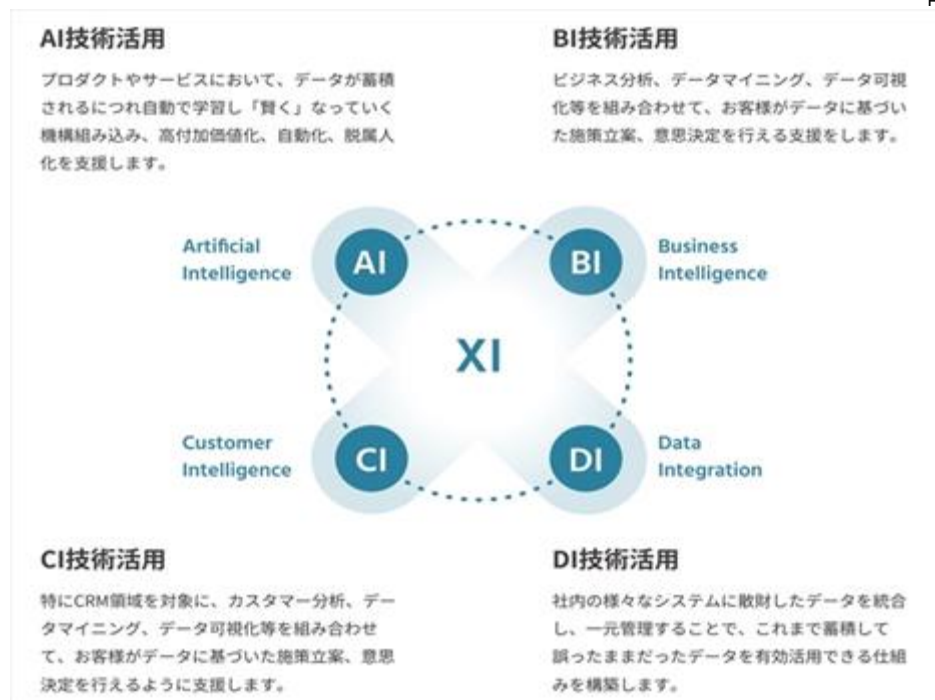 AI技術活用
プロダクトやサービスにおいて、データが蓄積
されるにつれ自動で学習し「賢く」なっていく
機構組み込み、高付加価値化、自動化、脱属人
化を支援します。
BI技術活用
ビジネス分析、データマイニング、データ可視
化等を組み合わせて、お客様がデータに基づい
た施策立案、意思決定を行える支援をします。
Artificial
Intelligence
AI
BI
Business
Intelligence
XI
Customer
Intelligence
CI
DI
Data
Integration
CI技術活用
特にCRM領域を対象に、カスタマー分析、デー
タマイニング、データ可視化等を組み合わせ
て、お客様がデータに基づいた施策立案、意思
決定を行えるように支援します。
DI技術活用
社内の様々なシステムに散財したデータを統合
し、一元管理することで、これまで蓄積して
誤ったままだったデータを有効活用できる仕組
みを構築します。